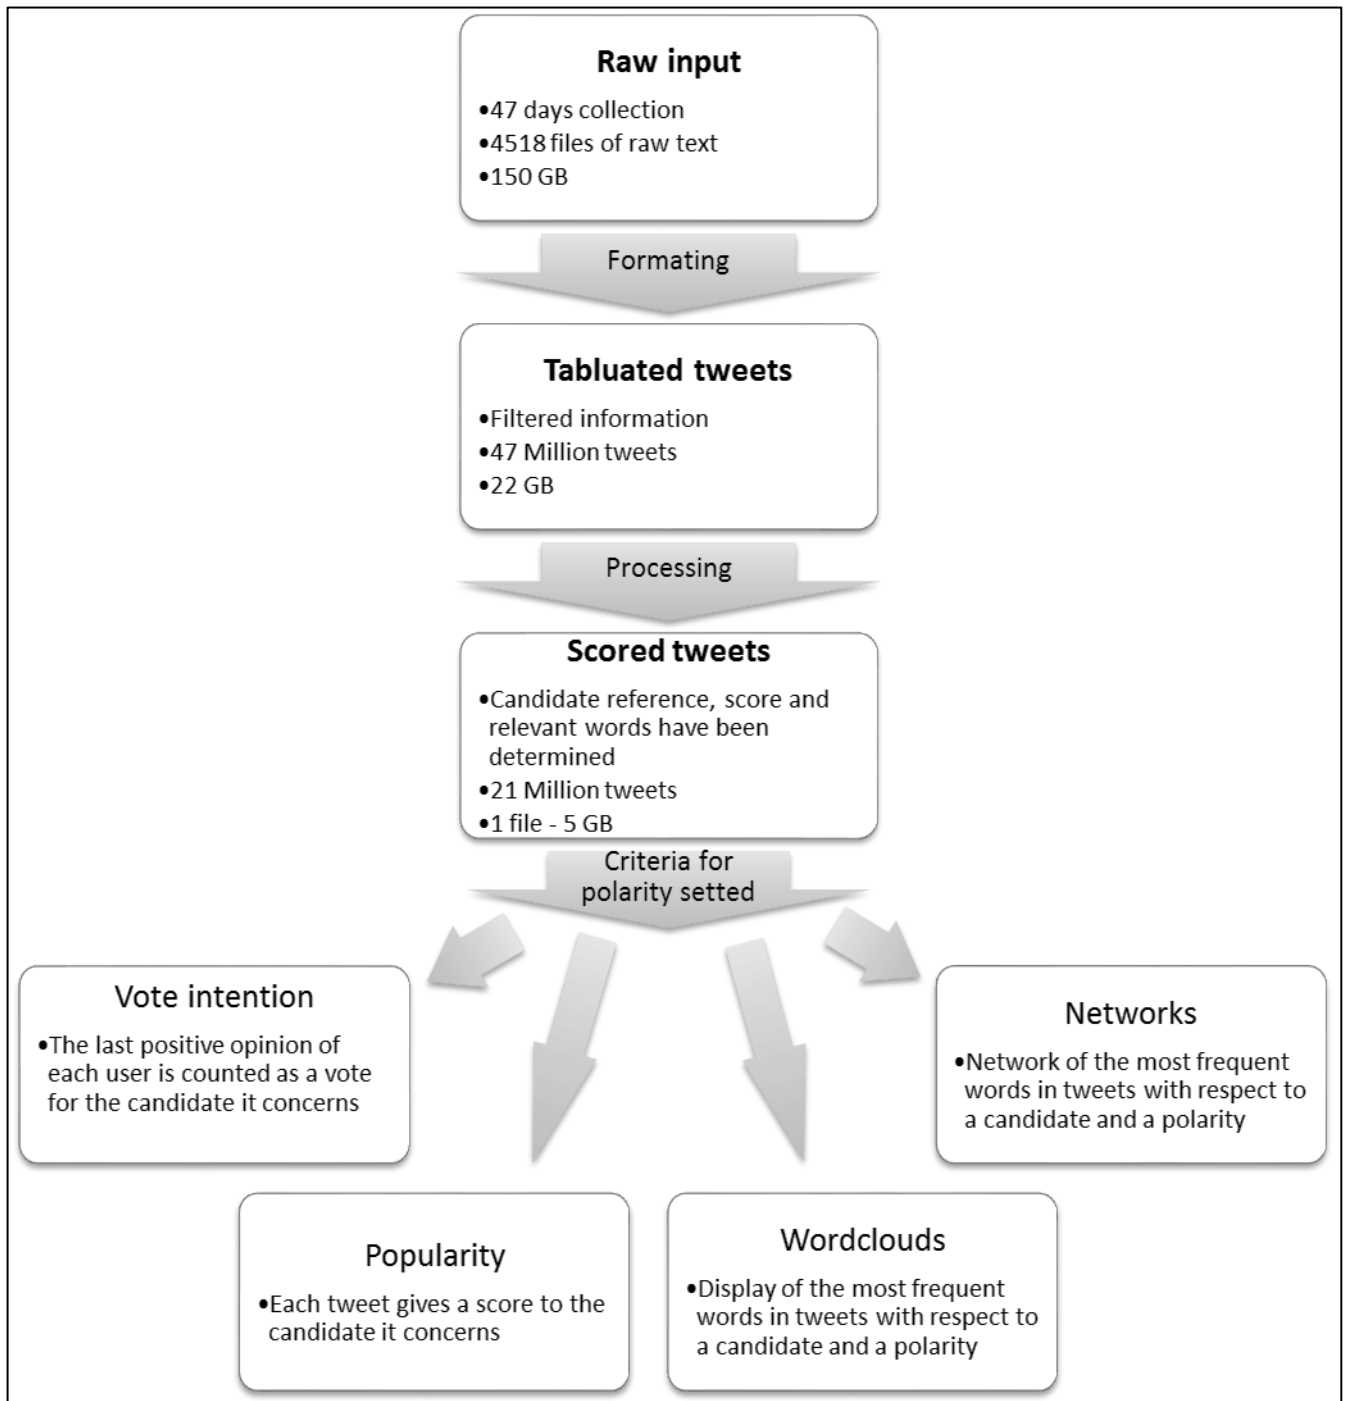 Raw input
•47 days collection
•4518 files of raw text
•150 GB
Formating
Tabluated tweets
•Filtered information
•47 Million tweets
•22 GB
Processing
Scored tweets
•Candidate reference, score and
relevant words have been
determined
•21 Million tweets
•1 file - 5 GB
Criteria for
polarity setted
Vote intention
•The last positive opinion of
each user is counted as a vote
for the candidate it concerns
Popularity
•Each tweet gives a score to the
candidate it concerns
Wordclouds
•Display of the most frequent
words in tweets with respect to
a candidate and a polarity
Networks
•Network of the most frequent
words in tweets with respect to
a candidate and a polarity